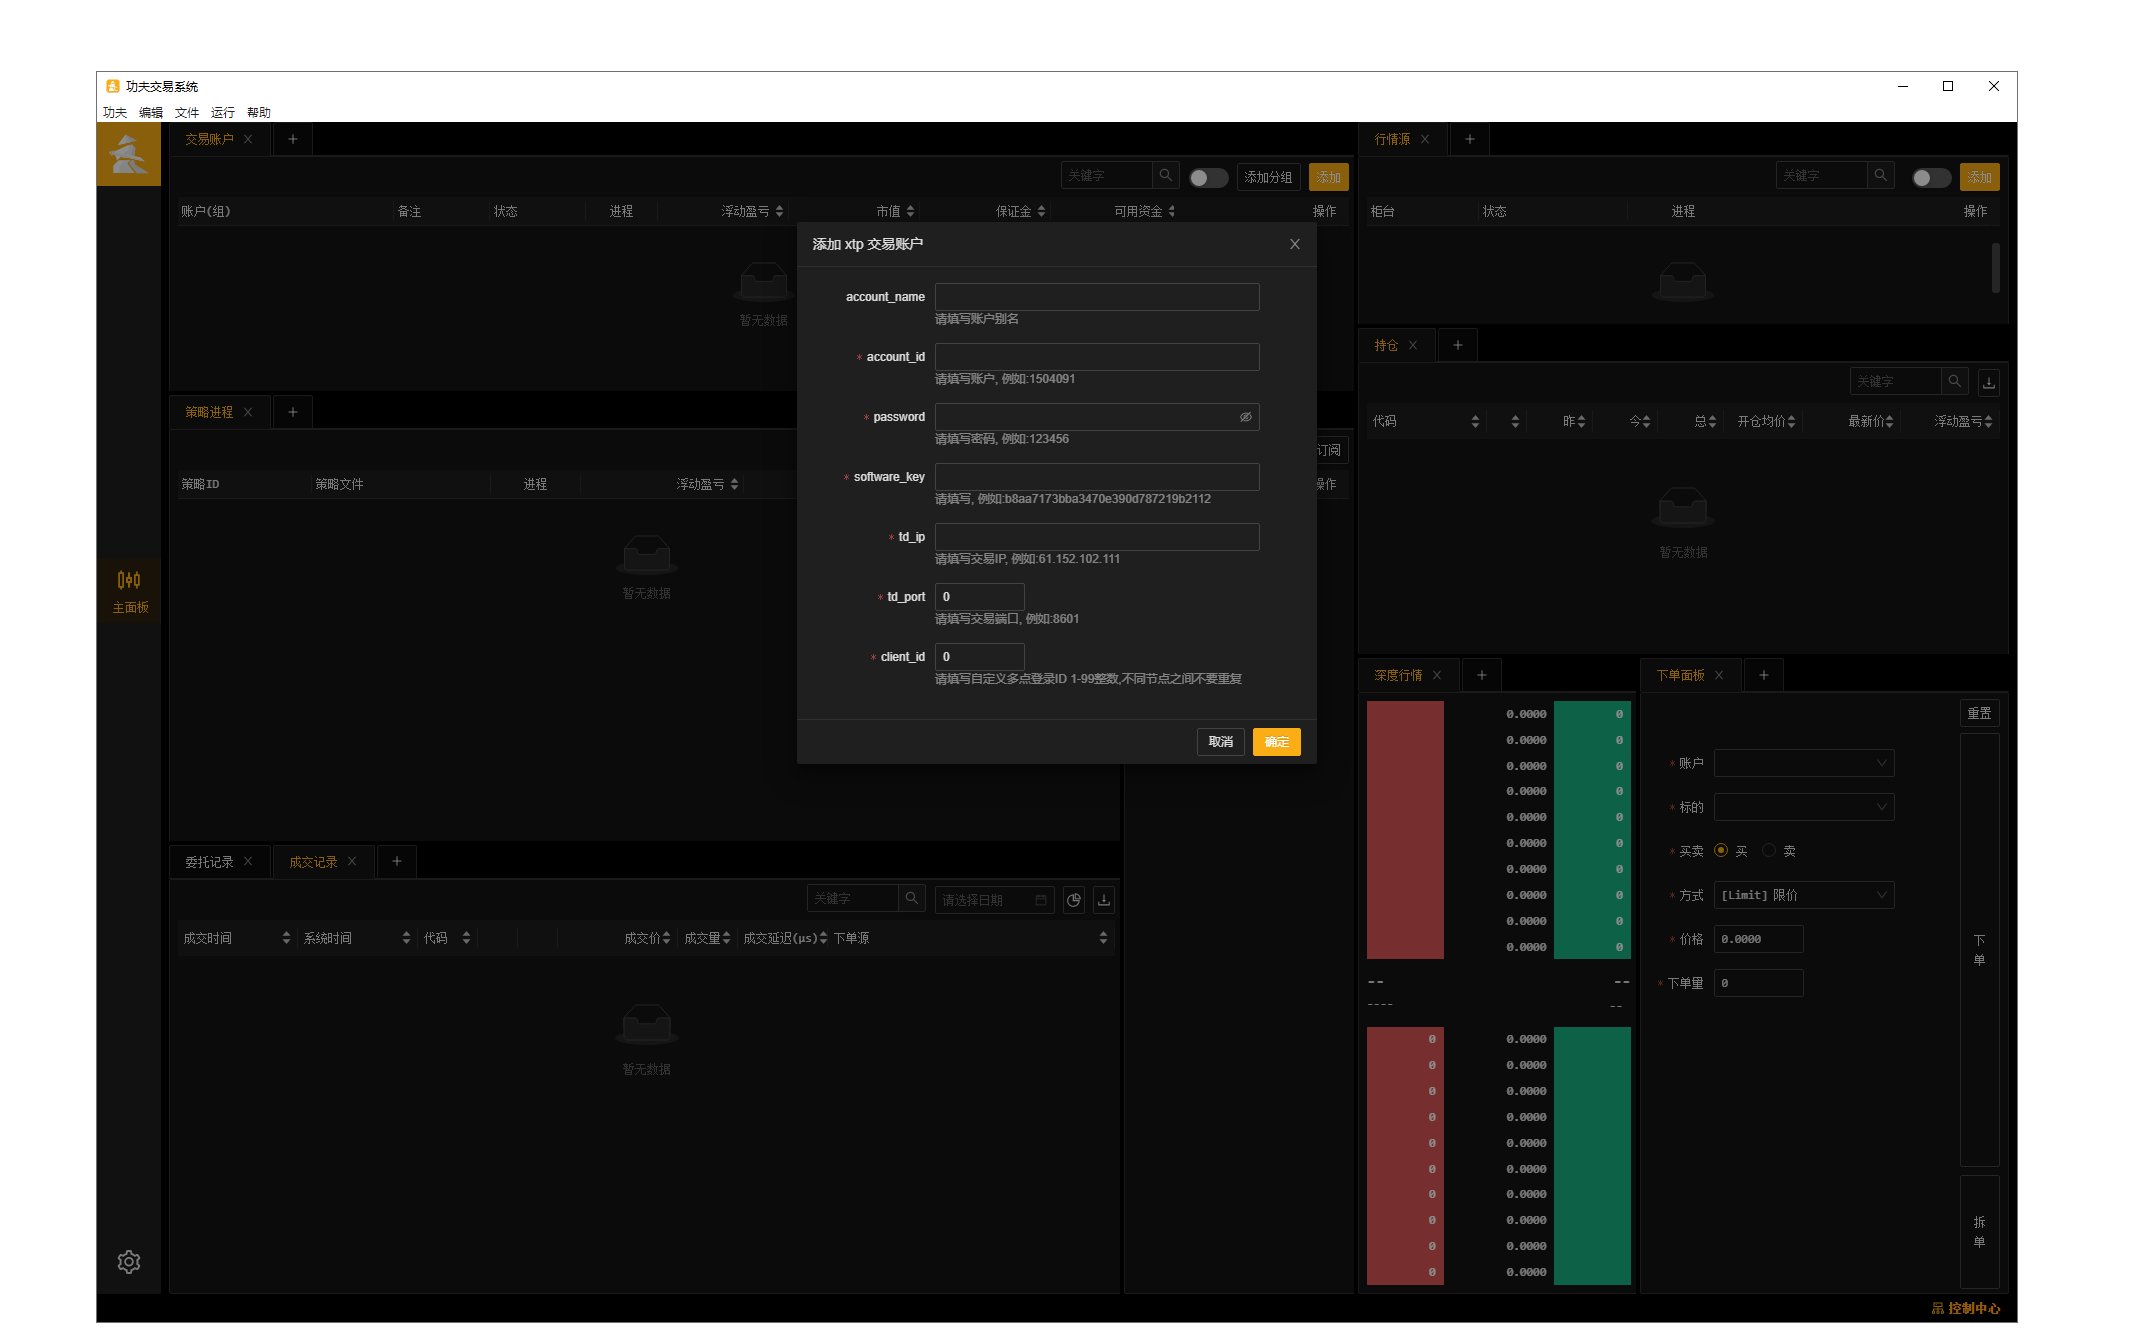 功夫交易系统
功夫 编辑 文件 运行 帮助
交易账户
关键字 添加分组 添加
账户(组) 备注 状态 进程 浮动盈亏 市值 保证金 可用资金 操作
暂无数据
行情源
关键字 添加
柜台 状态 进程 操作
添加 xtp 交易账户
account_name
请填写账户别名
* account_id
请填写账户, 例如:1504091
* password
请填写密码, 例如:123456
* software_key
请填写, 例如:b8aa7173bba3470e390d787219b2112
* td_ip
请填写交易IP, 例如:61.152.102.111
* td_port 0
请填写交易端口, 例如:8601
* client_id 0
请填写自定义多点登录ID 1-99整数,不同节点之间不要重复
取消 确定
持仓
关键字
代码 昨 今 总 开仓均价 最新价 浮动盈亏
暂无数据
策略进程
订阅
策略ID 策略文件 进程 浮动盈亏 操作
暂无数据
主面板
委托记录 成交记录
关键字 请选择日期
成交时间 系统时间 代码 成交价 成交量 成交延迟(μs) 下单源
暂无数据
深度行情
0.0000 0
0.0000 0
0.0000 0
0.0000 0
0.0000 0
0.0000 0
0.0000 0
0.0000 0
0.0000 0
0.0000 0
-- --
---- --
0 0.0000
0 0.0000
0 0.0000
0 0.0000
0 0.0000
0 0.0000
0 0.0000
0 0.0000
0 0.0000
0 0.0000
下单面板
重置
* 账户
* 标的
* 买卖 买 卖
* 方式 [Limit] 限价
* 价格 0.0000
* 下单量 0
下单
拆单
控制中心